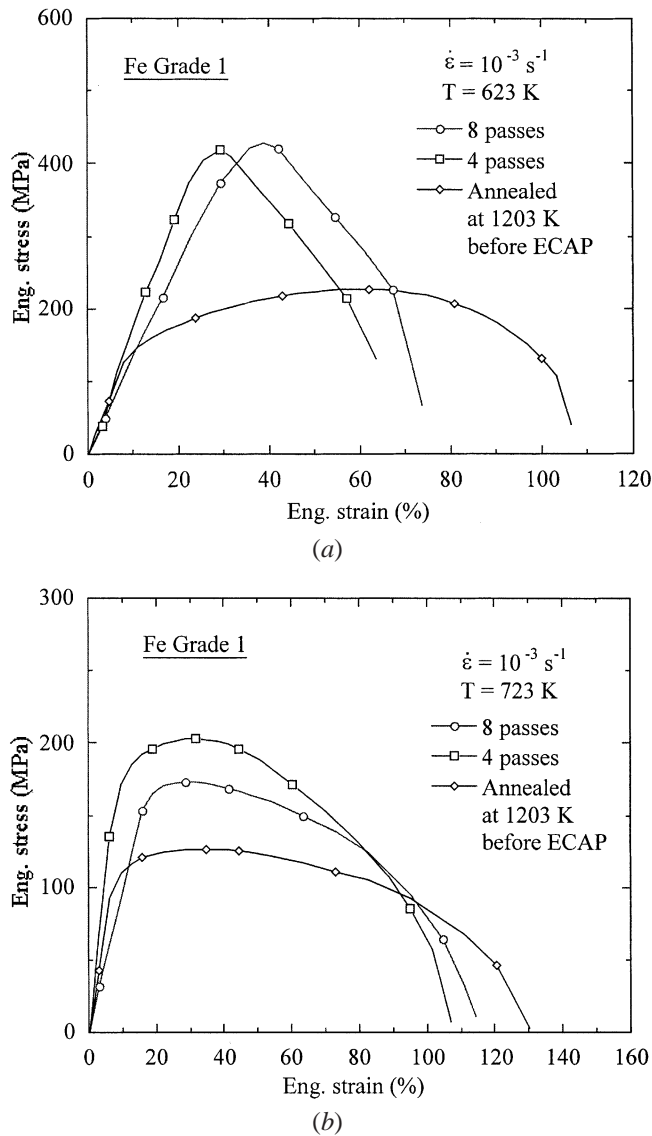 600
Fe Grade 1
ε̇ = 10⁻³ s⁻¹
T = 623 K
8 passes
4 passes
Annealed
at 1203 K
before ECAP
400
200
0
Eng. stress (MPa)
0 20 40 60 80 100 120
Eng. strain (%)
(a)
300
Fe Grade 1
ε̇ = 10⁻³ s⁻¹
T = 723 K
8 passes
4 passes
Annealed
at 1203 K
before ECAP
200
100
0
Eng. stress (MPa)
0 20 40 60 80 100 120 140 160
Eng. strain (%)
(b)